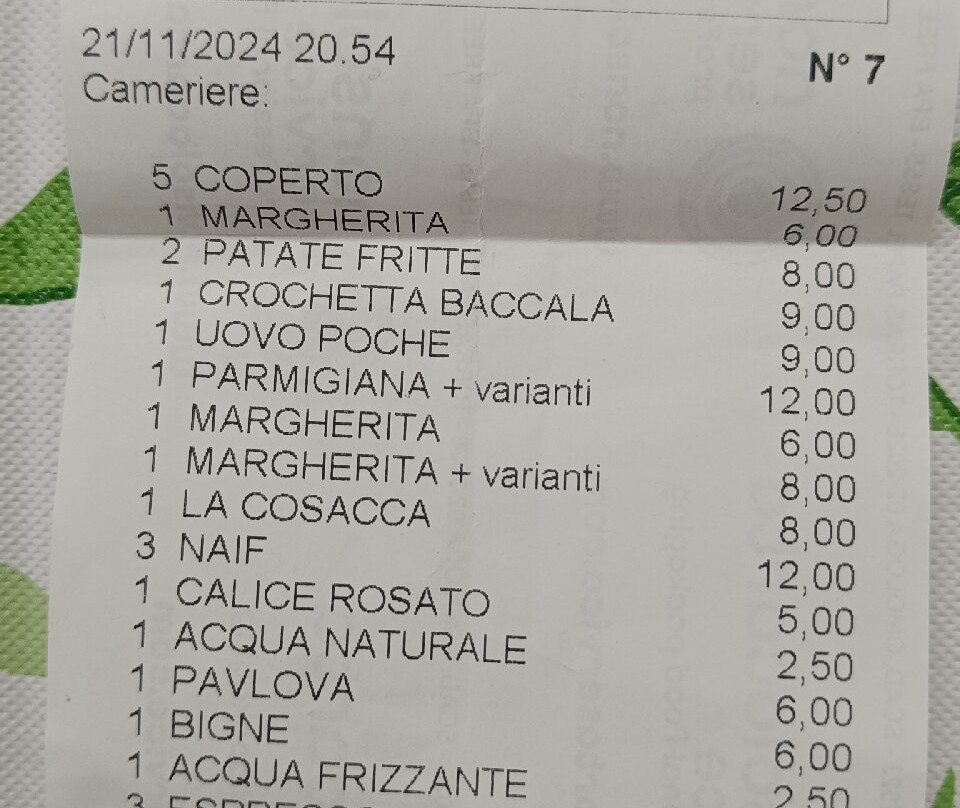 21/11/2024 20.54
N° 7
Cameriere:
5 COPERTO 12,50
1 MARGHERITA 6,00
2 PATATE FRITTE 8,00
1 CROCHETTA BACCALA 9,00
1 UOVO POCHE 9,00
1 PARMIGIANA + varianti 12,00
1 MARGHERITA 6,00
1 MARGHERITA + varianti 8,00
1 LA COSACCA 8,00
3 NAIF 12,00
1 CALICE ROSATO 5,00
1 ACQUA NATURALE 2,50
1 PAVLOVA 6,00
1 BIGNE 6,00
1 ACQUA FRIZZANTE 2,50
3